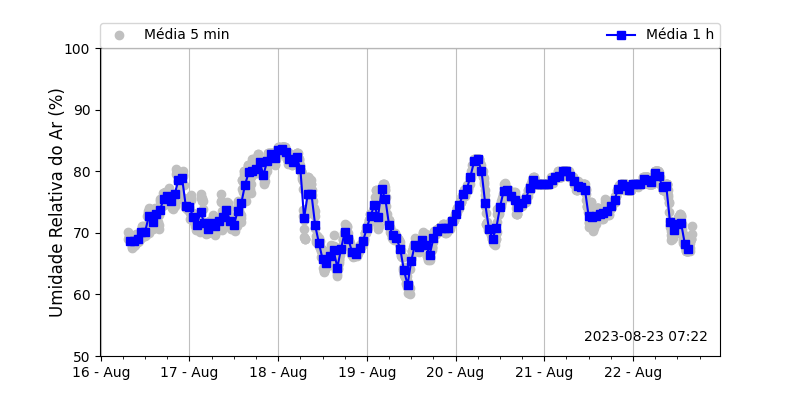 Média 5 min
Média 1 h
Umidade Relativa do Ar (%)
100
90
80
70
60
50
2023-08-23 07:22
16 - Aug
17 - Aug
18 - Aug
19 - Aug
20 - Aug
21 - Aug
22 - Aug